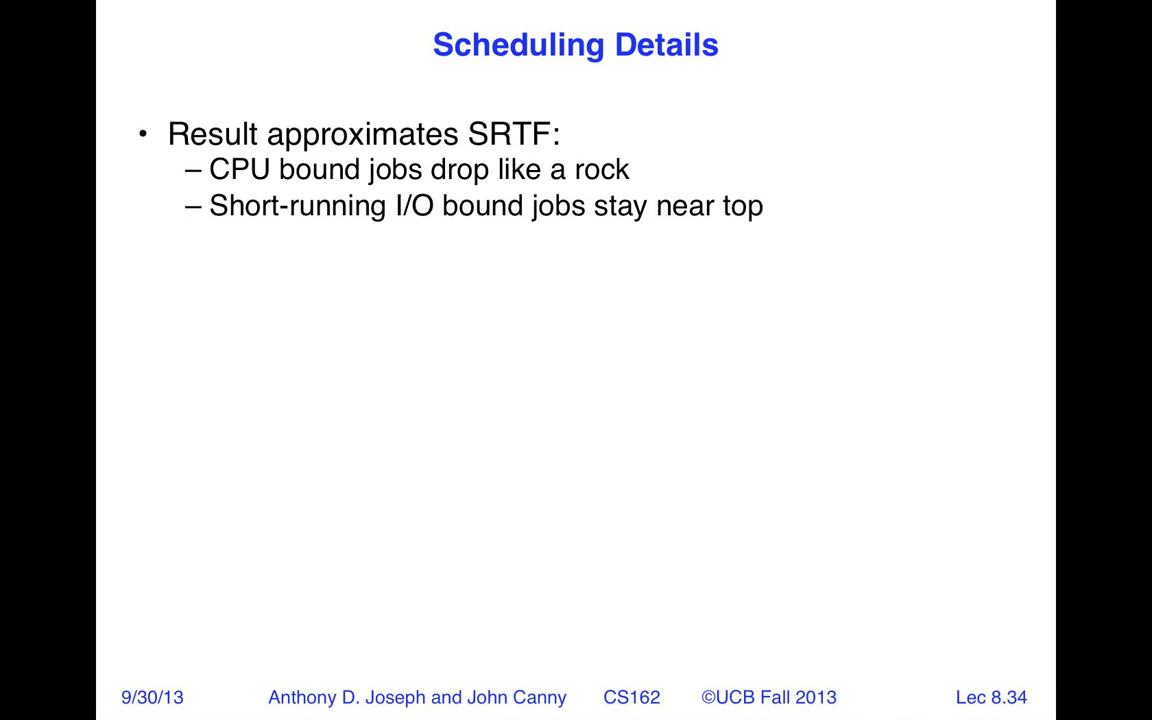 Scheduling Details
• Result approximates SRTF:
– CPU bound jobs drop like a rock
– Short-running I/O bound jobs stay near top
9/30/13 Anthony D. Joseph and John Canny CS162 ©UCB Fall 2013 Lec 8.34